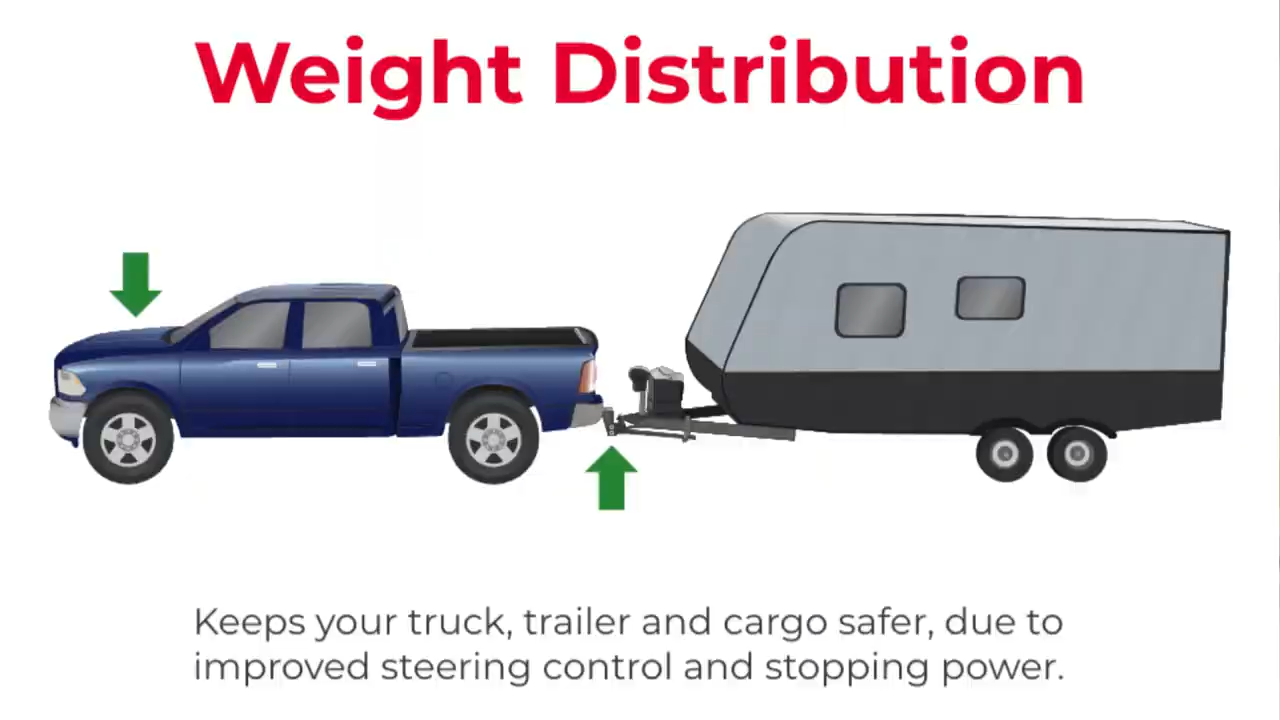 Weight Distribution
Keeps your truck, trailer and cargo safer, due to
improved steering control and stopping power.